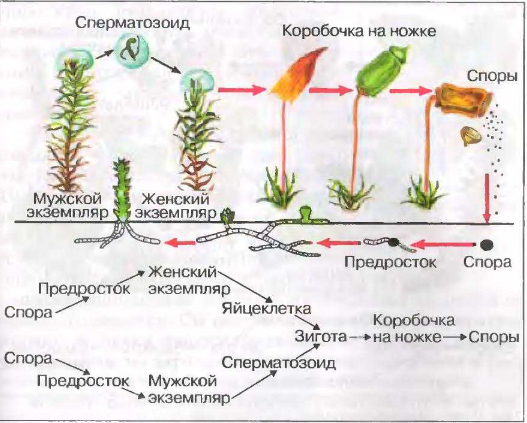 Сперматозоид
Коробочка на ножке
Споры
Мужской
экземпляр
Женский
экземпляр
Предросток
Спора
Спора
Предросток
Женский
экземпляр
Яйцеклетка
Зигота
Коробочка
на ножке
Споры
Спора
Предросток
Мужской
экземпляр
Сперматозоид